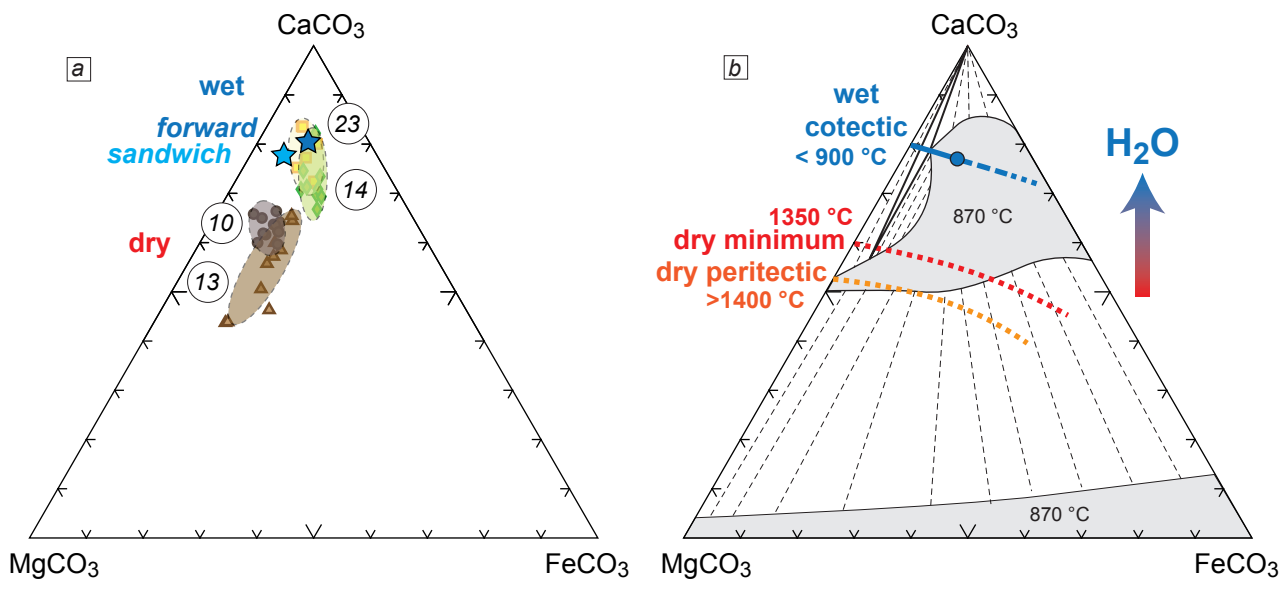 CaCO₃
a
wet
forward
sandwich
23
14
10
dry
13
MgCO₃
FeCO₃
CaCO₃
b
wet
cotectic
< 900 °C
H₂O
870 °C
1350 °C
dry minimum
dry peritectic
>1400 °C
870 °C
MgCO₃
FeCO₃